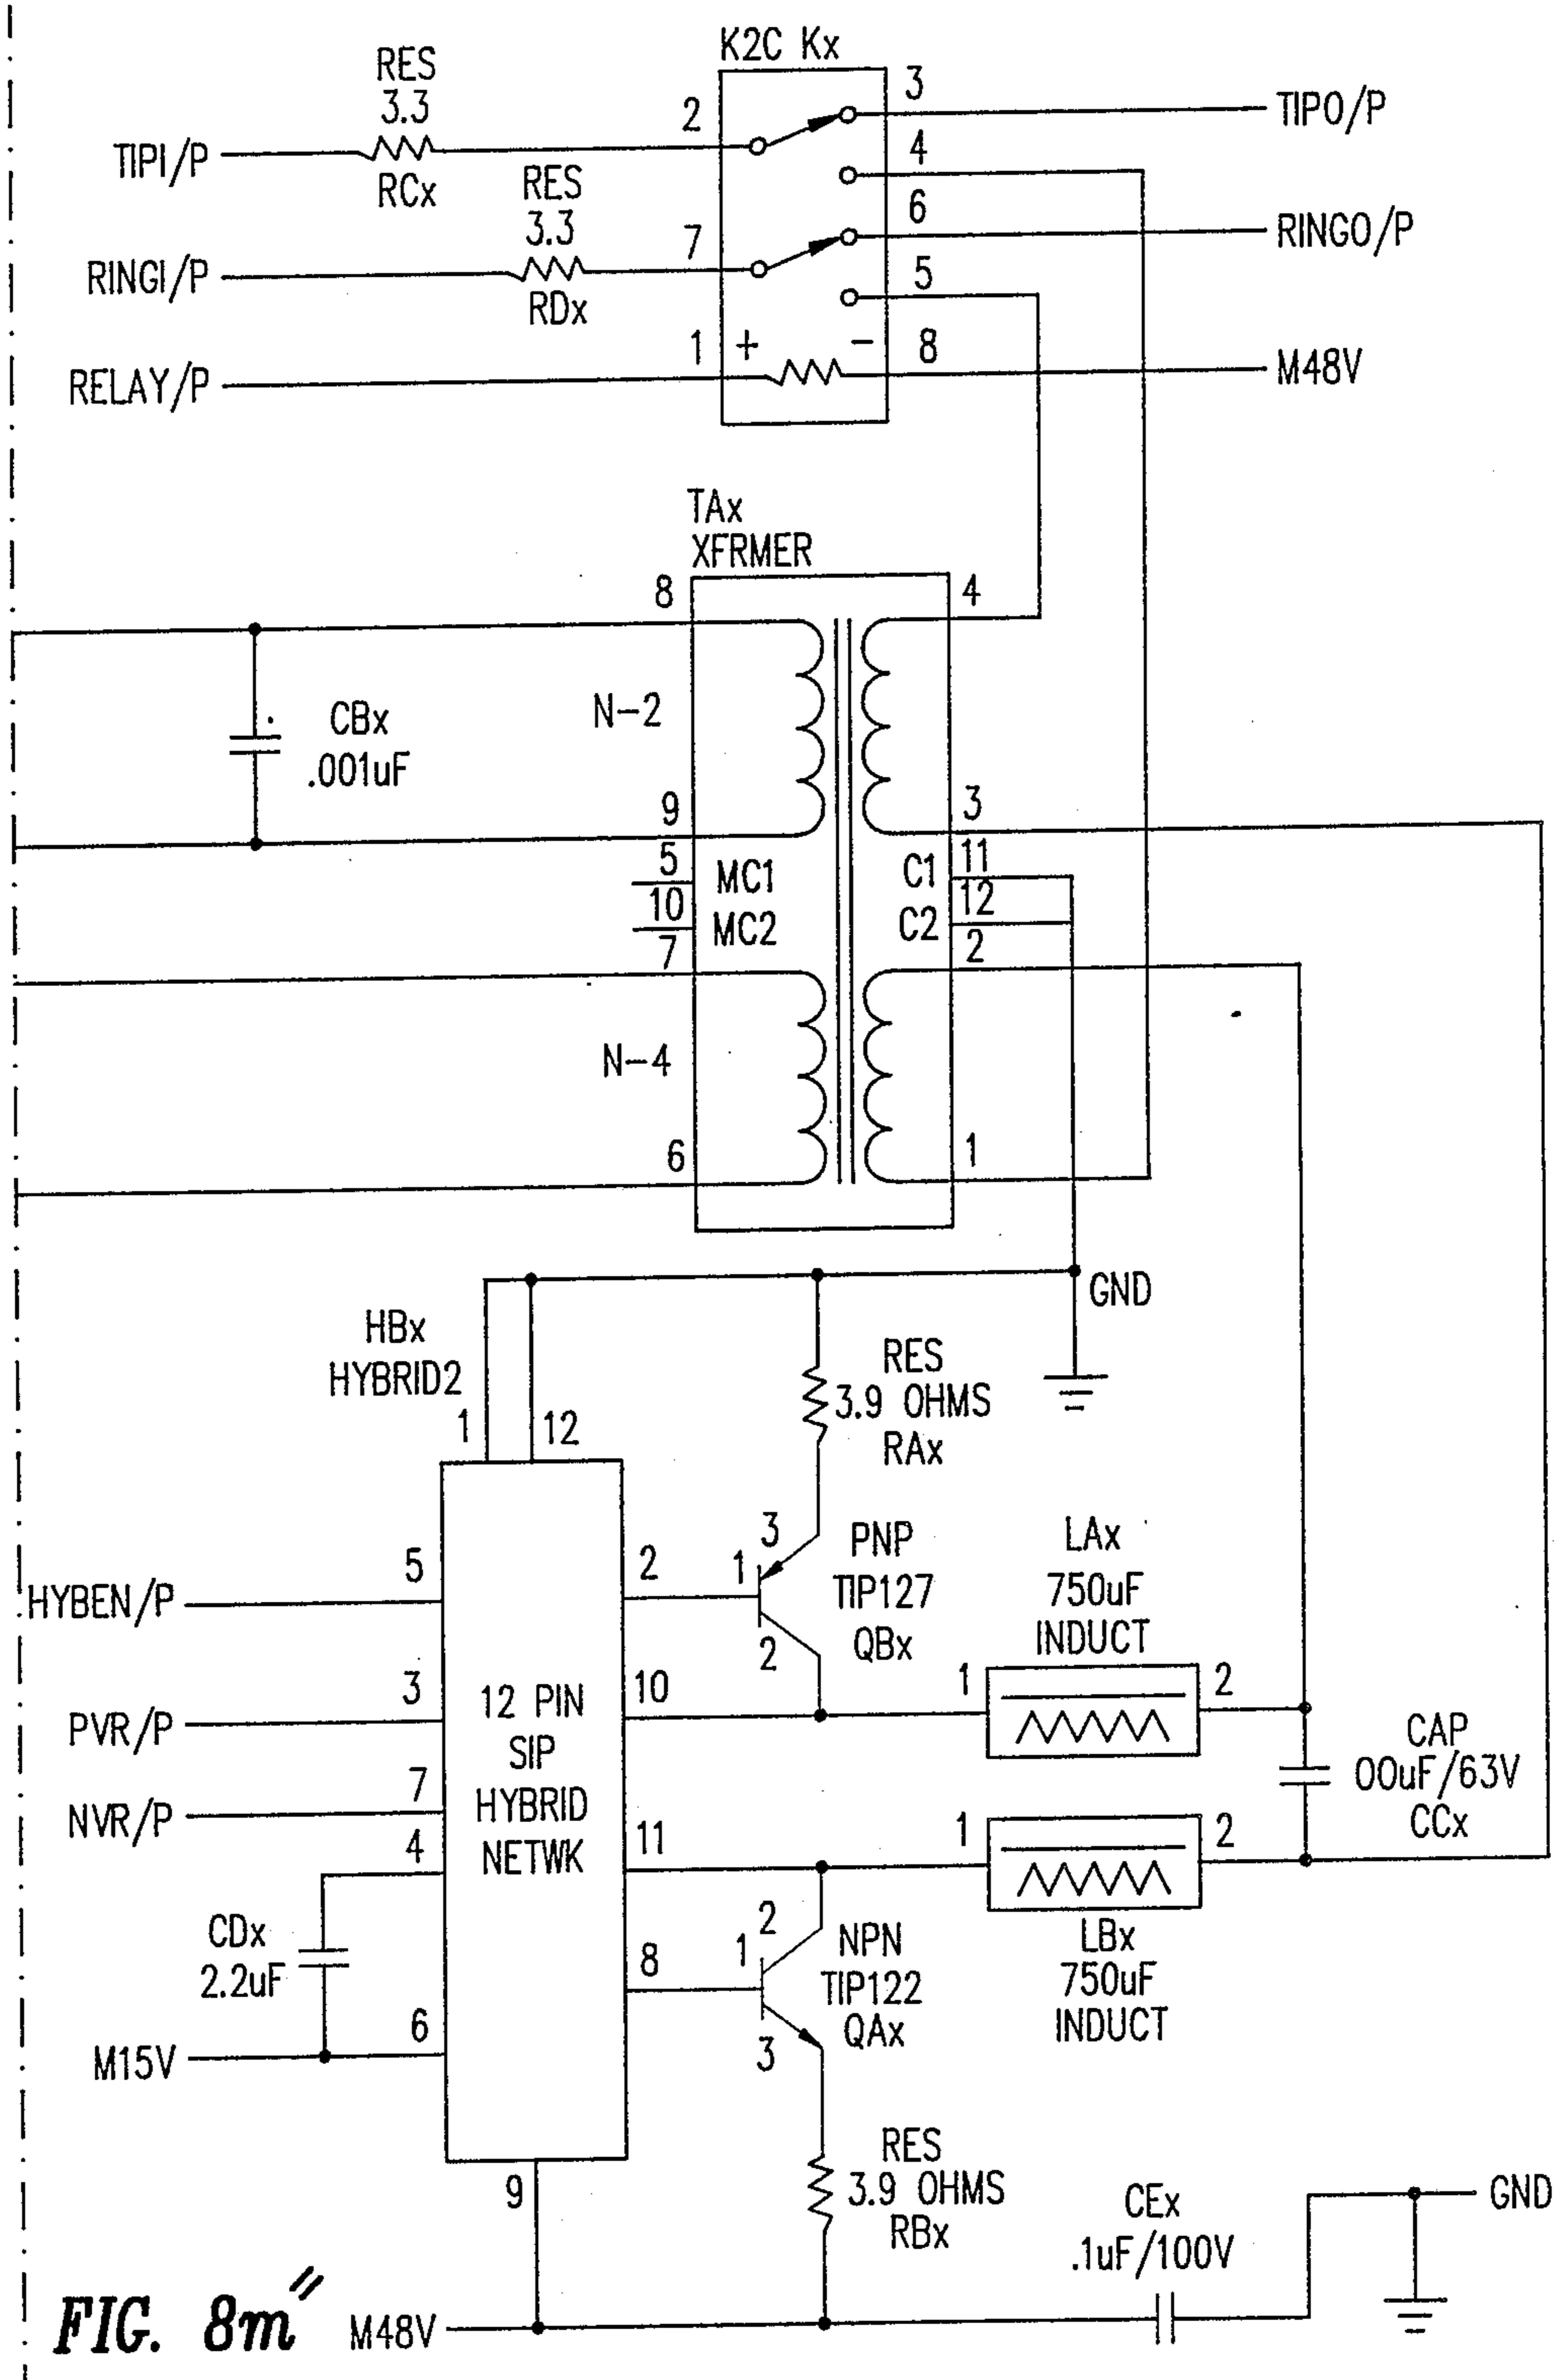 K2C Kx
RES
3.3
2
3
TIPO/P
TIPI/P
4
RCx
RES
3.3
6
7
RINGO/P
RINGI/P
5
RDx
1
+
-
8
M48V
RELAY/P
TAx
XFRMER
8
4
N-2
CBx
.001uF
9
3
5
MC1
C1
11
10
MC2
C2
12
7
2
N-4
6
1
GND
HBx
HYBRID2
1
12
RES
3.9 OHMS
RAx
3
PNP
TIP127
QBx
1
2
LAx
750uF
INDUCT
5
2
HYBEN/P
3
10
1
2
PVR/P
12 PIN
SIP
HYBRID
NETWK
CAP
00uF/63V
CCx
7
NVR/P
4
11
1
2
CDx
2.2uF
2
1
NPN
TIP122
QAx
LBx
750uF
INDUCT
8
3
6
M15V
RES
3.9 OHMS
RBx
9
CEx
.1uF/100V
GND
FIG. 8m"
M48V